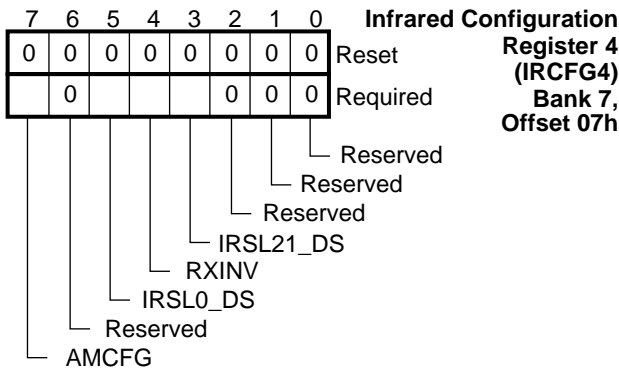 7 6 5 4 3 2 1 0
Infrared Configuration
Register 4
(IRCFG4)
Bank 7,
Offset 07h
0 0 0 0 0 0 0 0 Reset
0 0 0 0 Required
Reserved
Reserved
Reserved
IRSL21_DS
RXINV
IRSL0_DS
Reserved
AMCFG